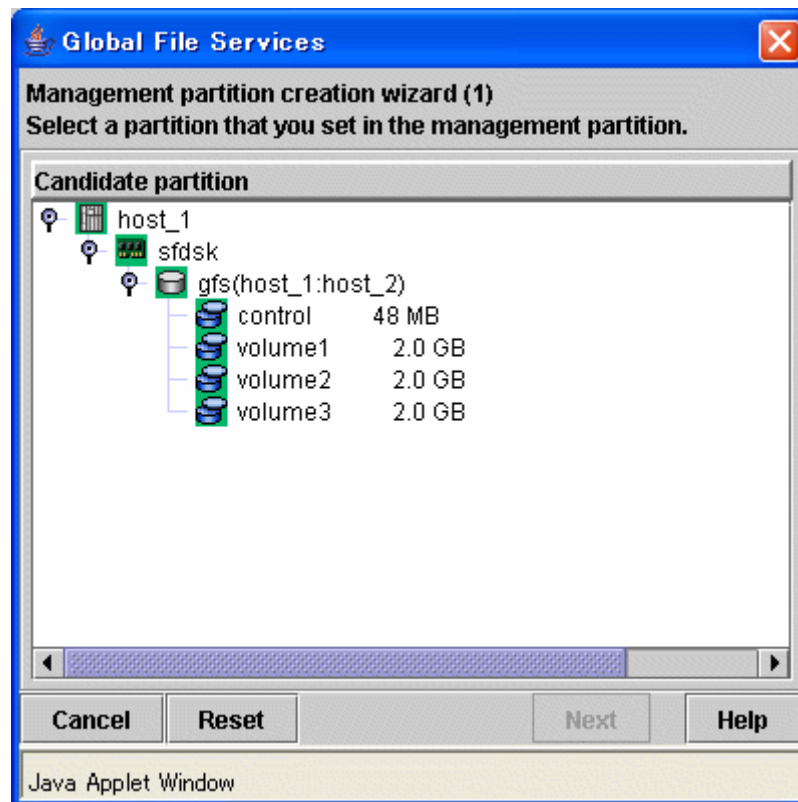 Global File Services
Management partition creation wizard (1)
Select a partition that you set in the management partition.
Candidate partition
host_1
sfdsk
gfs(host_1:host_2)
control 48 MB
volume1 2.0 GB
volume2 2.0 GB
volume3 2.0 GB
Cancel Reset Next Help
Java Applet Window